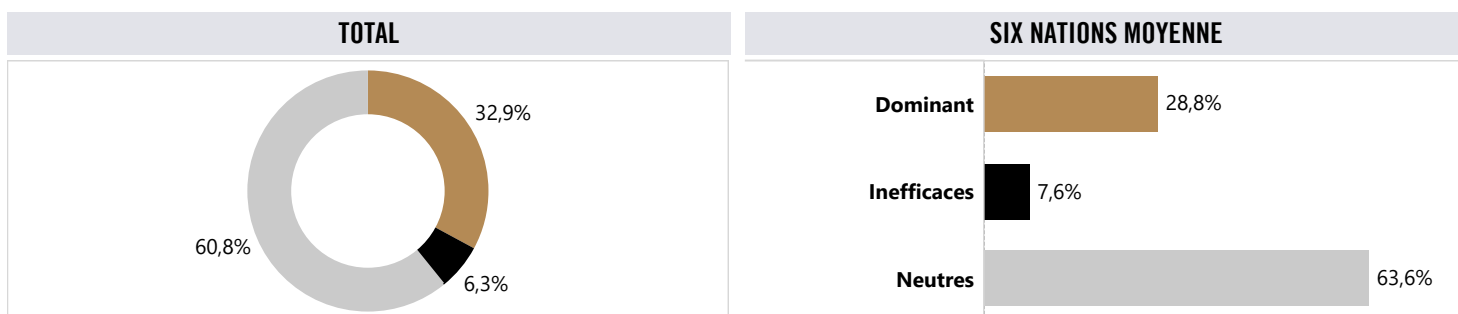 TOTAL
32,9%
60,8%
6,3%
SIX NATIONS MOYENNE
Dominant 28,8%
Inefficaces 7,6%
Neutres 63,6%